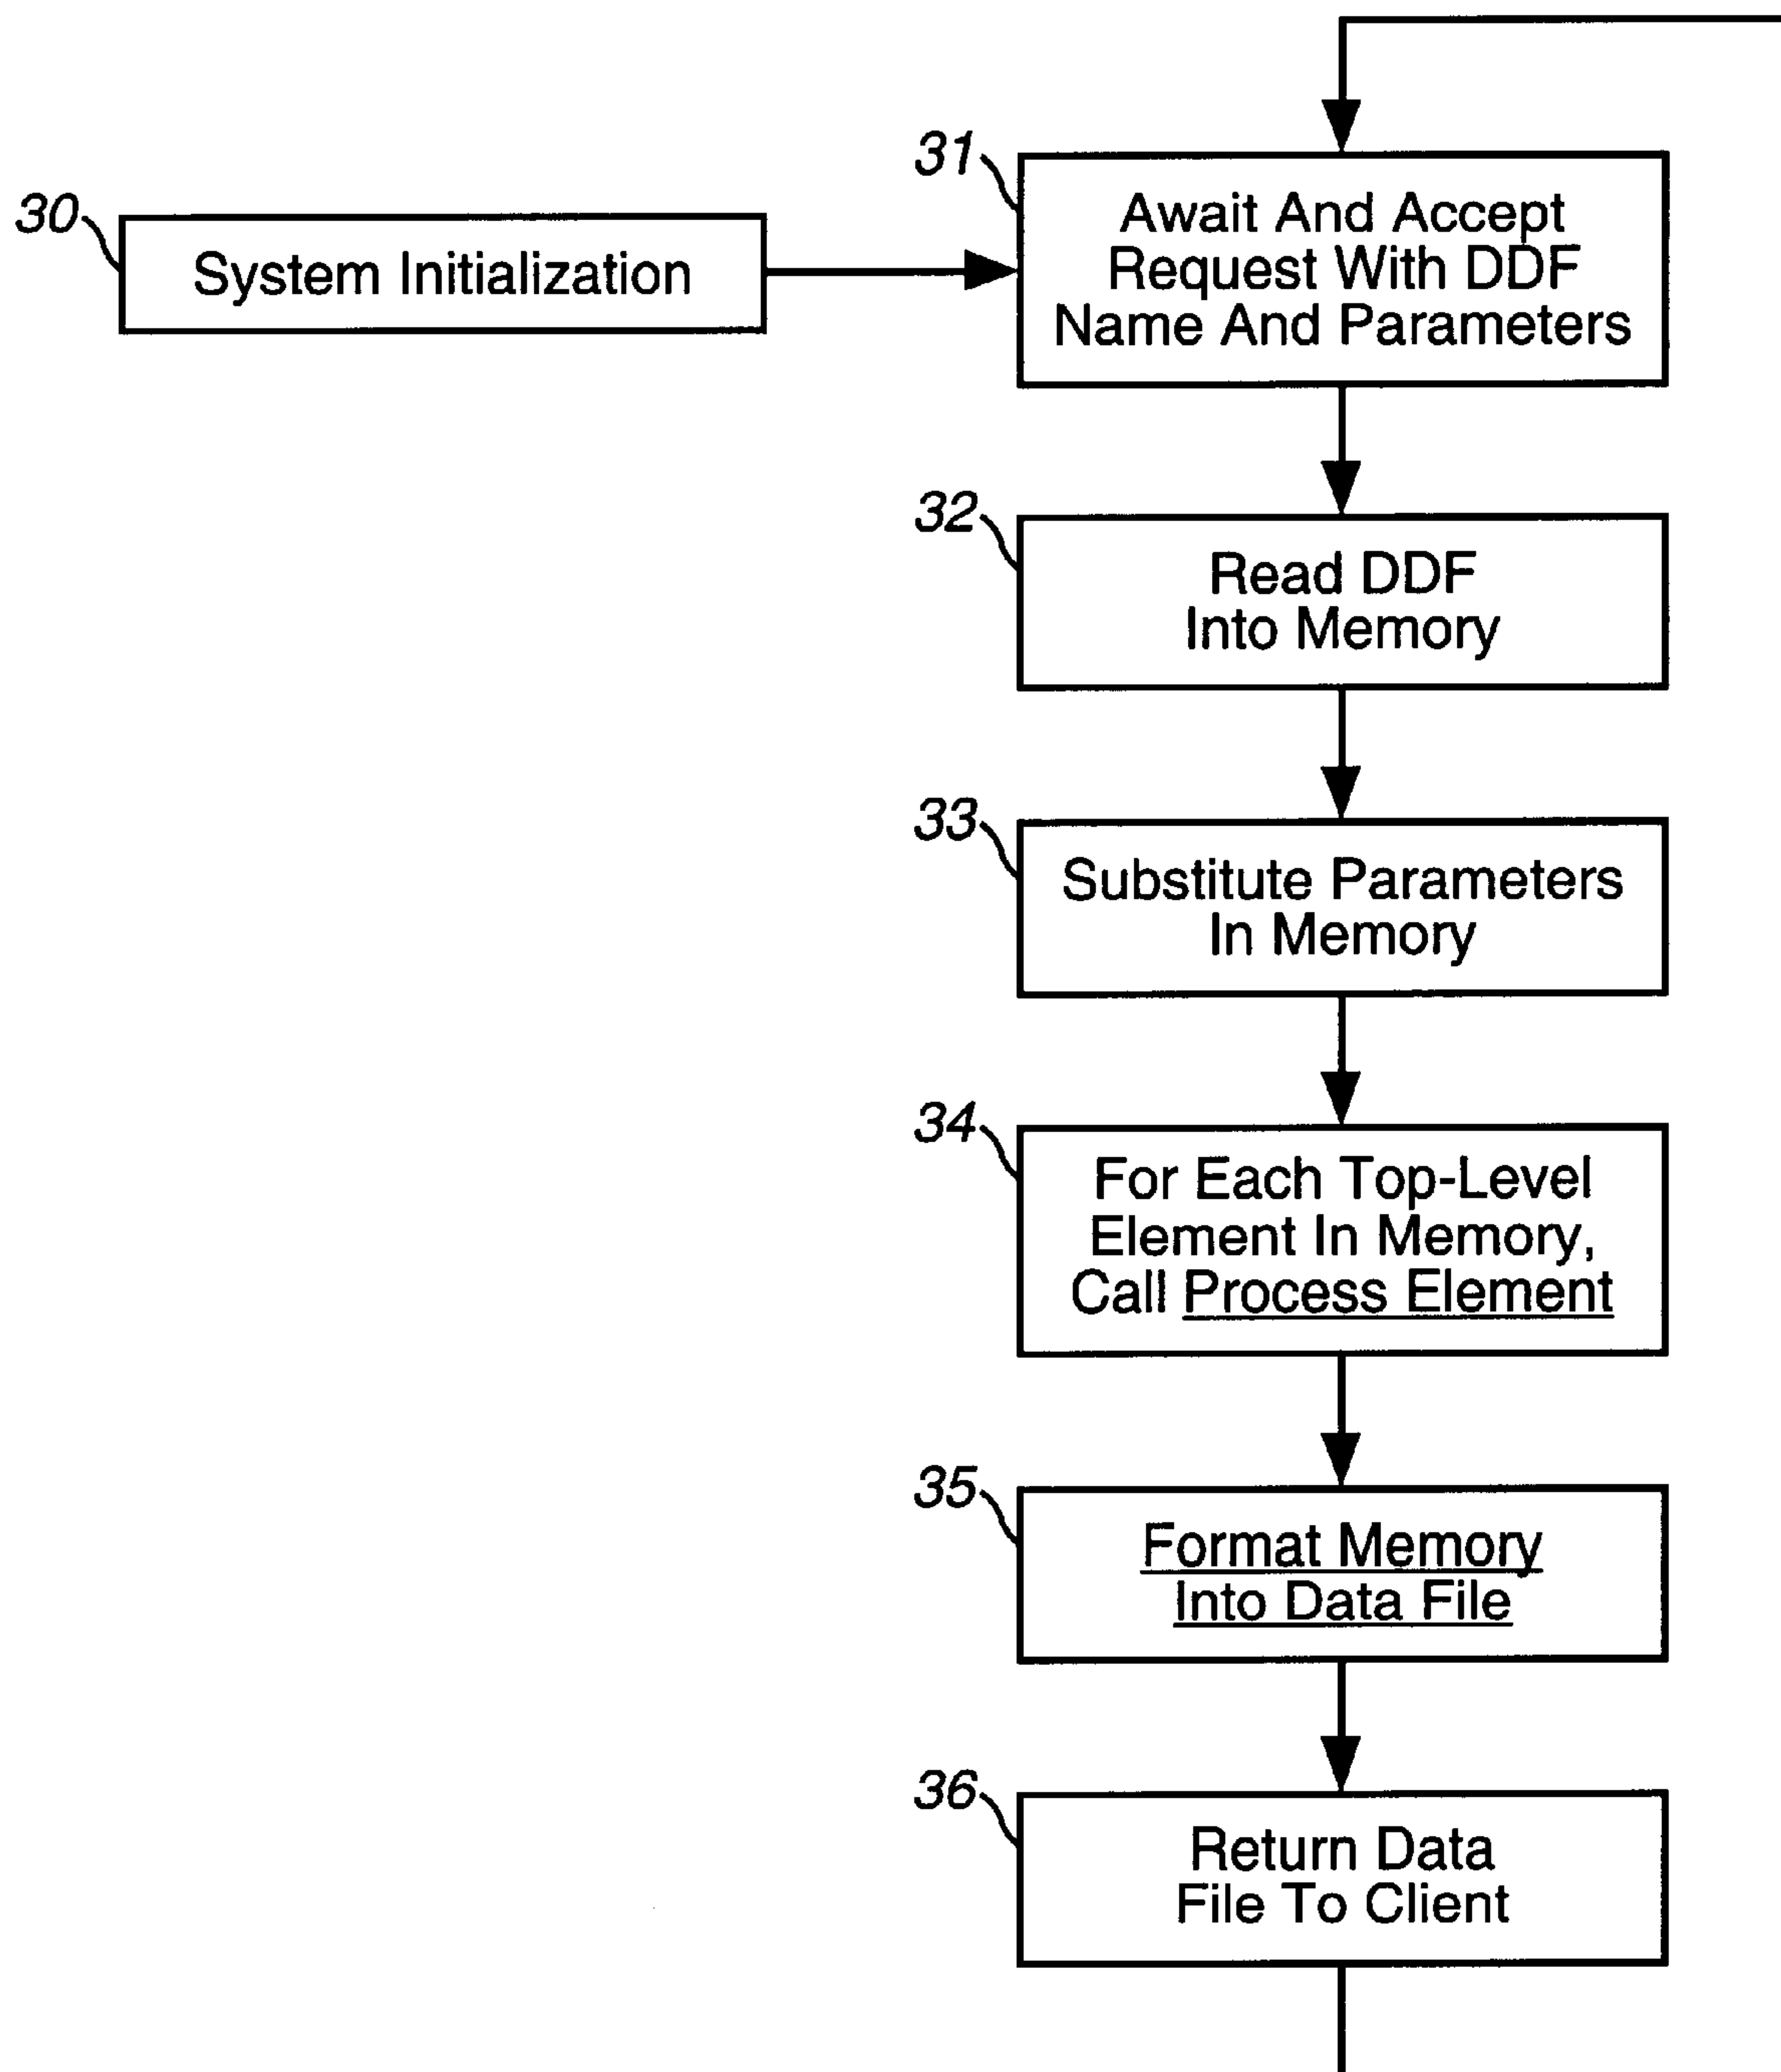 30
System Initialization
31
Await And Accept
Request With DDF
Name And Parameters
32
Read DDF
Into Memory
33
Substitute Parameters
In Memory
34
For Each Top-Level
Element In Memory,
Call Process Element
35
Format Memory
Into Data File
36
Return Data
File To Client